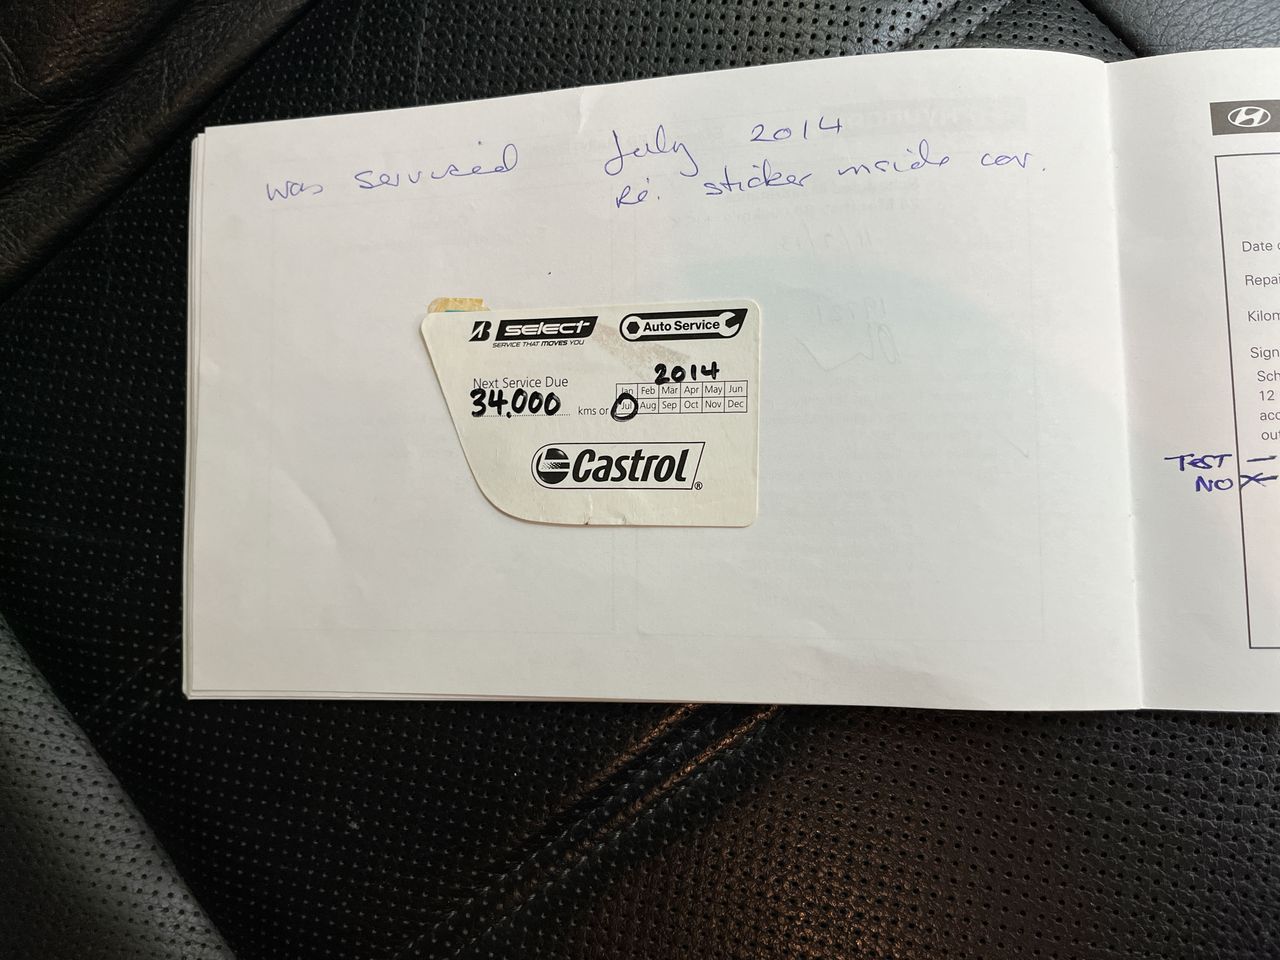 was serviced July 2014
Re. sticker inside car.
SELECT
SERVICE THAT MOVES YOU
Auto Service
2014
Next Service Due
34,000 kms or
Jan Feb Mar Apr May Jun
Jul Aug Sep Oct Nov Dec
Castrol®
Date
Repai
Kilom
Sign
Sch
12
acc
out
TEST
NO